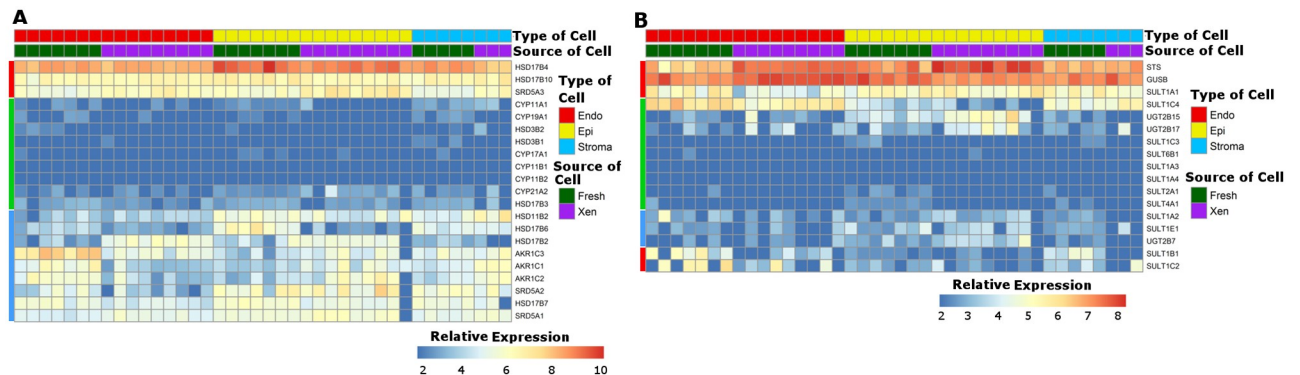 A
Type of Cell
Source of Cell
HSD17B4
HSD17B10
SRD5A3
CYP11A1
CYP19A1
HSD3B2
HSD3B1
CYP17A1
CYP11B1
CYP11B2
CYP21A2
HSD17B3
HSD11B2
HSD17B6
HSD17B2
AKR1C3
AKR1C1
AKR1C2
SRD5A2
HSD17B7
SRD5A1
Type of
Cell
Endo
Epi
Stroma
Source of
Cell
Fresh
Xen
Relative Expression
2 4 6 8 10
B
Type of Cell
Source of Cell
STS
GUSB
SULT1A1
SULT1C4
UGT2B15
UGT2B17
SULT1C3
SULT6B1
SULT1A3
SULT1A4
SULT2A1
SULT4A1
SULT1A2
SULT1E1
UGT2B7
SULT1B1
SULT1C2
Type of Cell
Endo
Epi
Stroma
Source of Cell
Fresh
Xen
Relative Expression
2 3 4 5 6 7 8